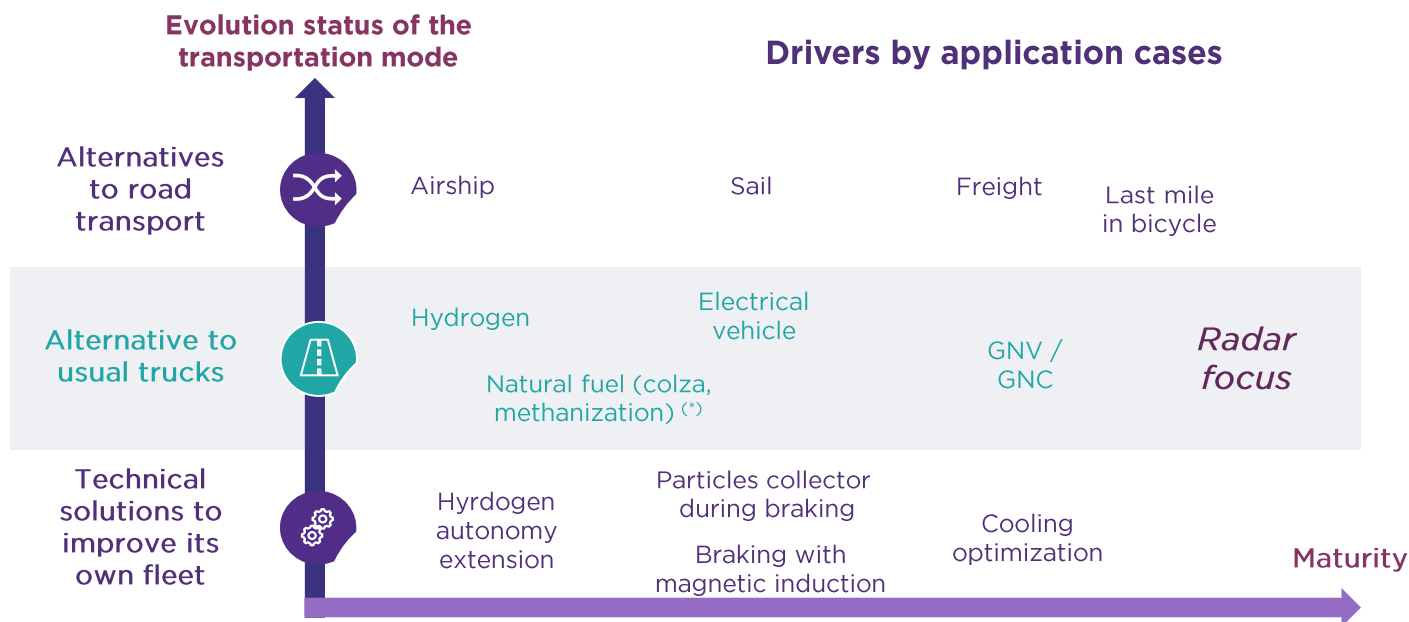 Evolution status of the
transportation mode
Drivers by application cases
Alternatives
to road
transport
Airship
Sail
Freight
Last mile
in bicycle
Alternative to
usual trucks
Hydrogen
Electrical
vehicle
Natural fuel (colza,
methanization) (*)
GNV /
GNC
Radar
focus
Technical
solutions to
improve its
own fleet
Hyrdogen
autonomy
extension
Particles collector
during braking
Braking with
magnetic induction
Cooling
optimization
Maturity